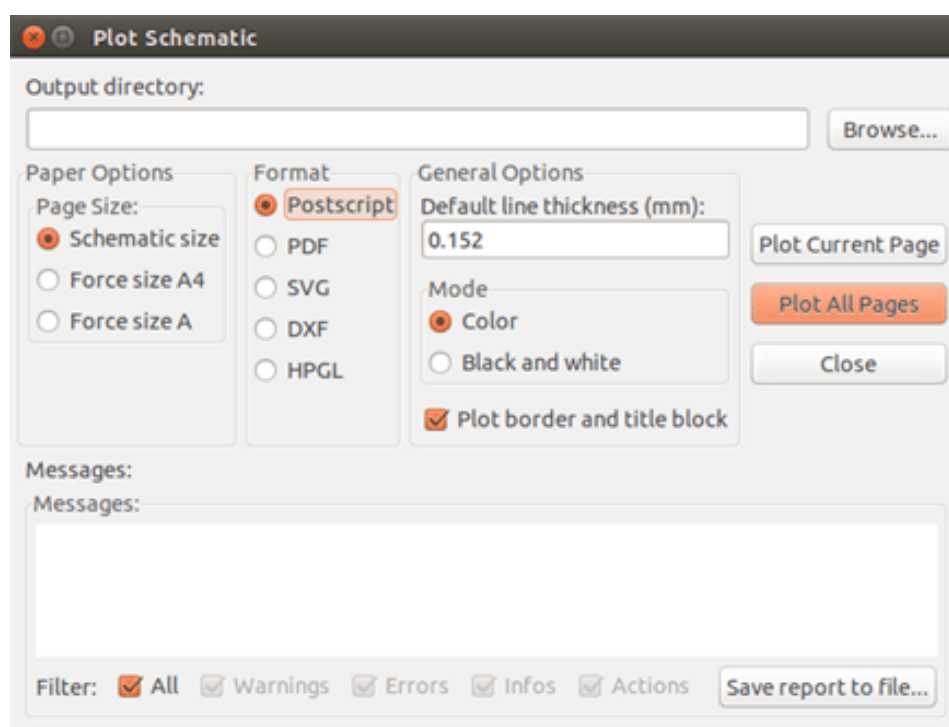 Plot Schematic
Output directory:
Browse...
Paper Options
Page Size:
Schematic size
Force size A4
Force size A
Format
Postscript
PDF
SVG
DXF
HPGL
General Options
Default line thickness (mm):
0.152
Mode
Color
Black and white
Plot border and title block
Plot Current Page
Plot All Pages
Close
Messages:
Messages:
Filter: All Warnings Errors Infos Actions Save report to file...